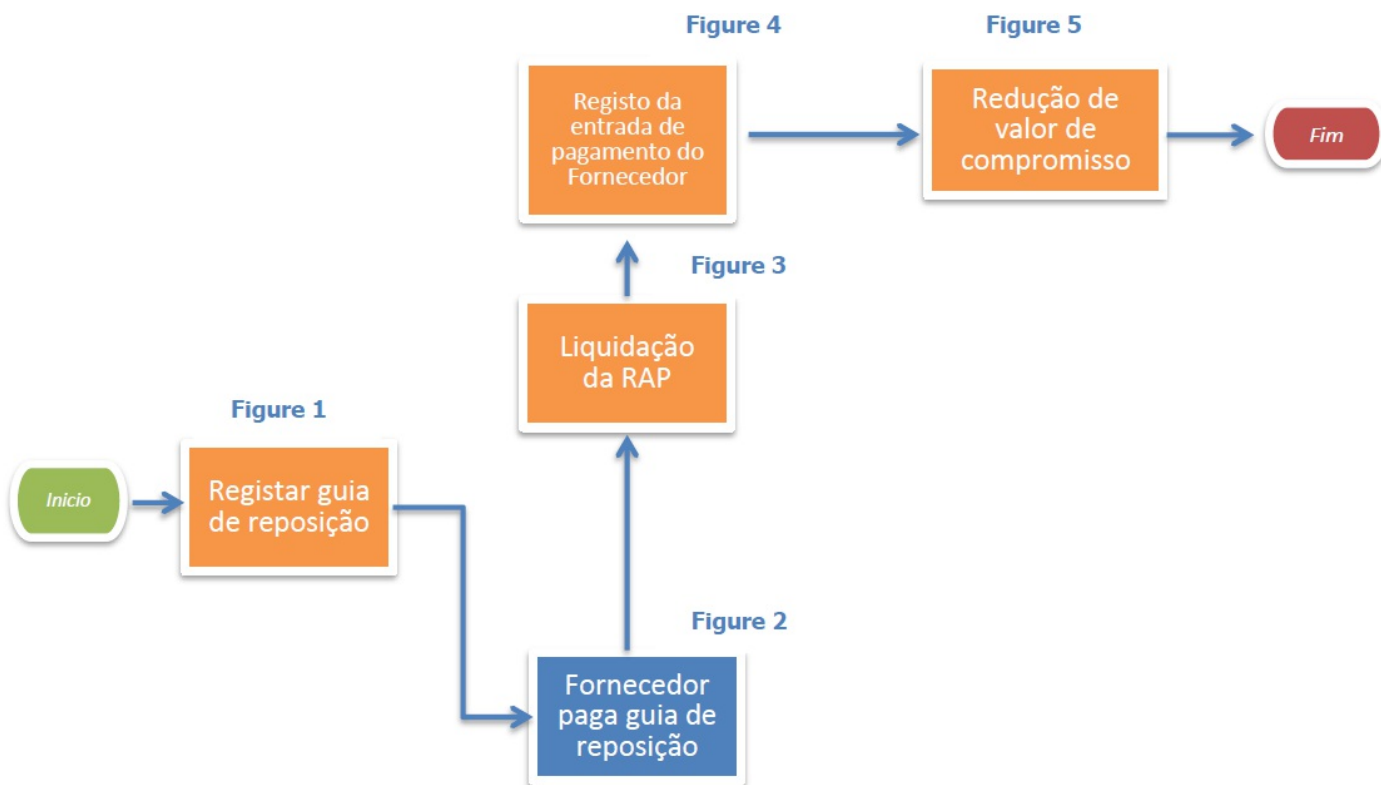 Figure 4
Figure 5
Registo da
entrada de
pagamento do
Fornecedor
Redução de
valor de
compromisso
Fim
Figure 3
Liquidação
da RAP
Figure 1
Inicio
Registar guia
de reposição
Figure 2
Fornecedor
paga guia de
reposição